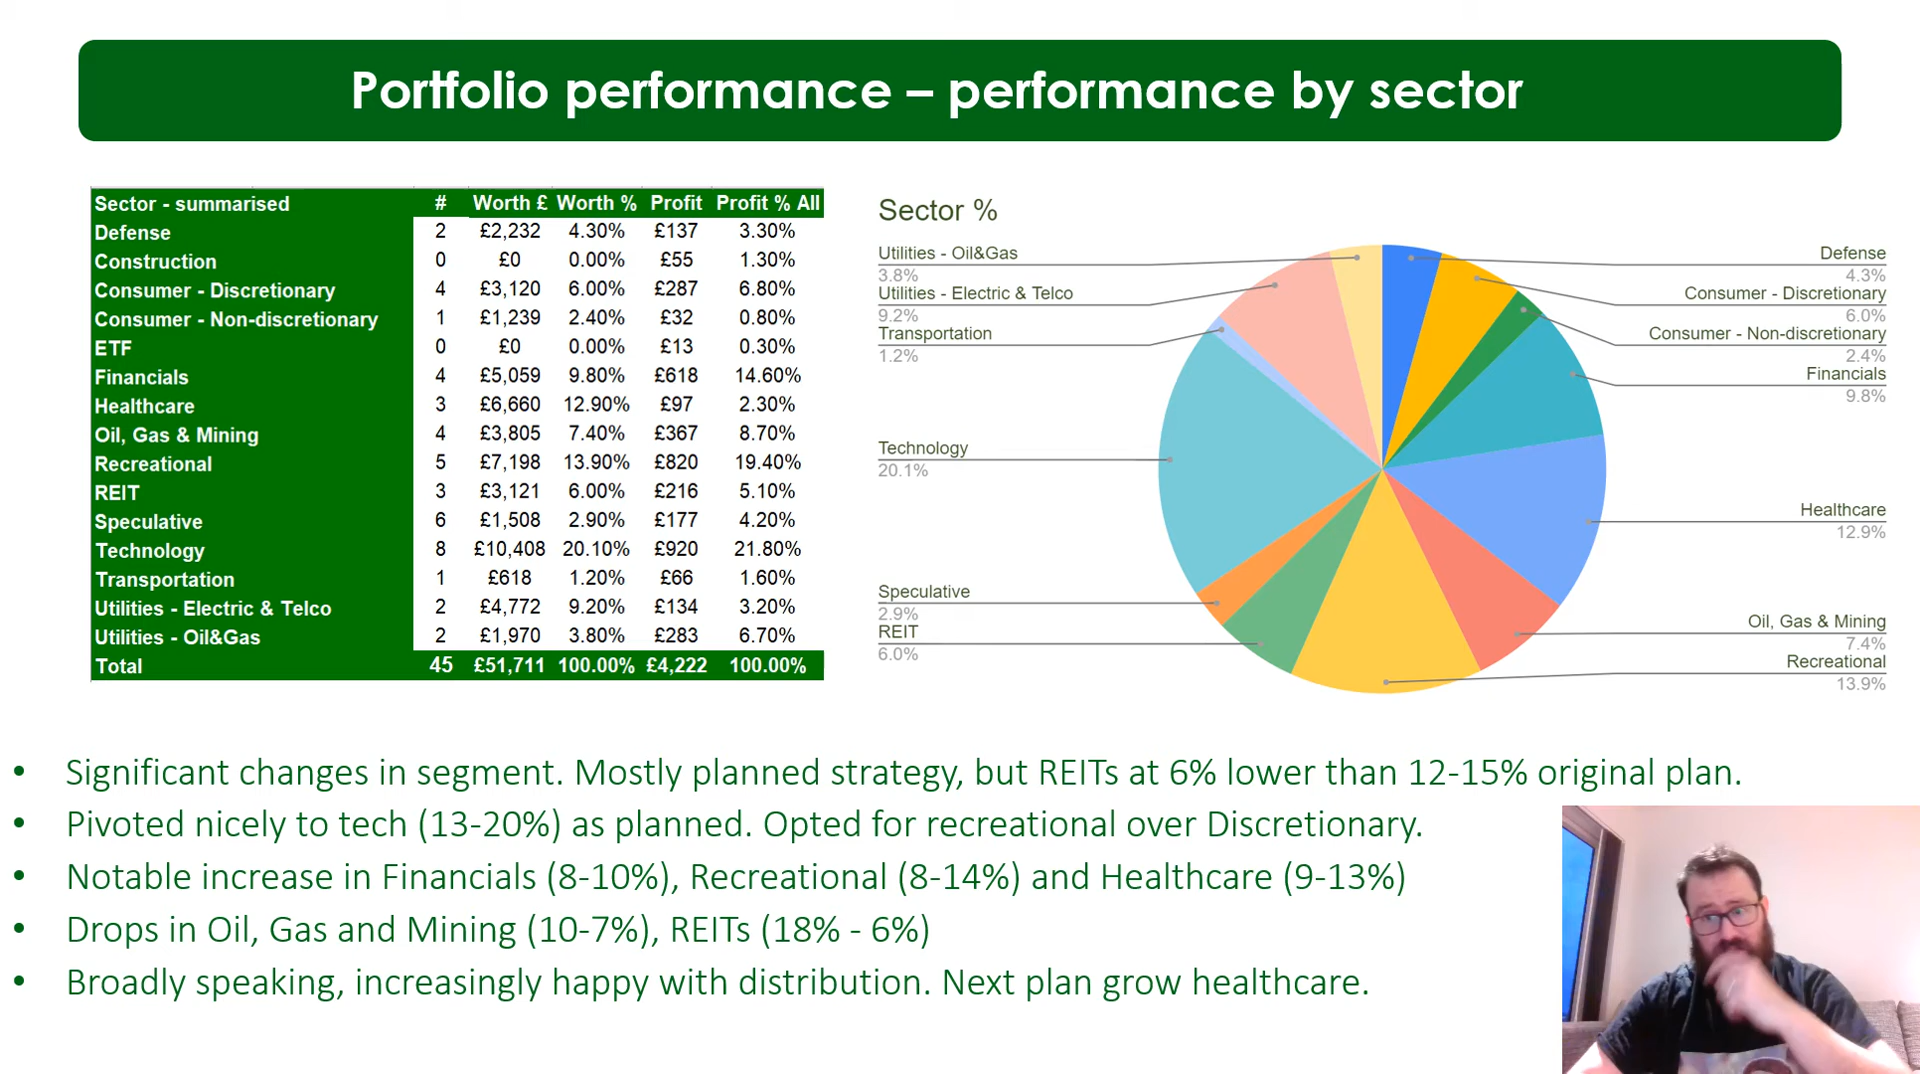 Portfolio performance – performance by sector
Sector - summarised # Worth £ Worth % Profit Profit % All
Defense 2 £2,232 4.30% £137 3.30%
Construction 0 £0 0.00% £55 1.30%
Consumer - Discretionary 4 £3,120 6.00% £287 6.80%
Consumer - Non-discretionary 1 £1,239 2.40% £32 0.80%
ETF 0 £0 0.00% £13 0.30%
Financials 4 £5,059 9.80% £618 14.60%
Healthcare 3 £6,660 12.90% £97 2.30%
Oil, Gas & Mining 4 £3,805 7.40% £367 8.70%
Recreational 5 £7,198 13.90% £820 19.40%
REIT 3 £3,121 6.00% £216 5.10%
Speculative 6 £1,508 2.90% £177 4.20%
Technology 8 £10,408 20.10% £920 21.80%
Transportation 1 £618 1.20% £66 1.60%
Utilities - Electric & Telco 2 £4,772 9.20% £134 3.20%
Utilities - Oil&Gas 2 £1,970 3.80% £283 6.70%
Total 45 £51,711 100.00% £4,222 100.00%
Sector %
Utilities - Oil&Gas
3.8%
Utilities - Electric & Telco
9.2%
Transportation
1.2%
Technology
20.1%
Speculative
2.9%
REIT
6.0%
Defense
4.3%
Consumer - Discretionary
6.0%
Consumer - Non-discretionary
2.4%
Financials
9.8%
Healthcare
12.9%
Oil, Gas & Mining
7.4%
Recreational
13.9%
• Significant changes in segment. Mostly planned strategy, but REITs at 6% lower than 12-15% original plan.
• Pivoted nicely to tech (13-20%) as planned. Opted for recreational over Discretionary.
• Notable increase in Financials (8-10%), Recreational (8-14%) and Healthcare (9-13%)
• Drops in Oil, Gas and Mining (10-7%), REITs (18% - 6%)
• Broadly speaking, increasingly happy with distribution. Next plan grow healthcare.